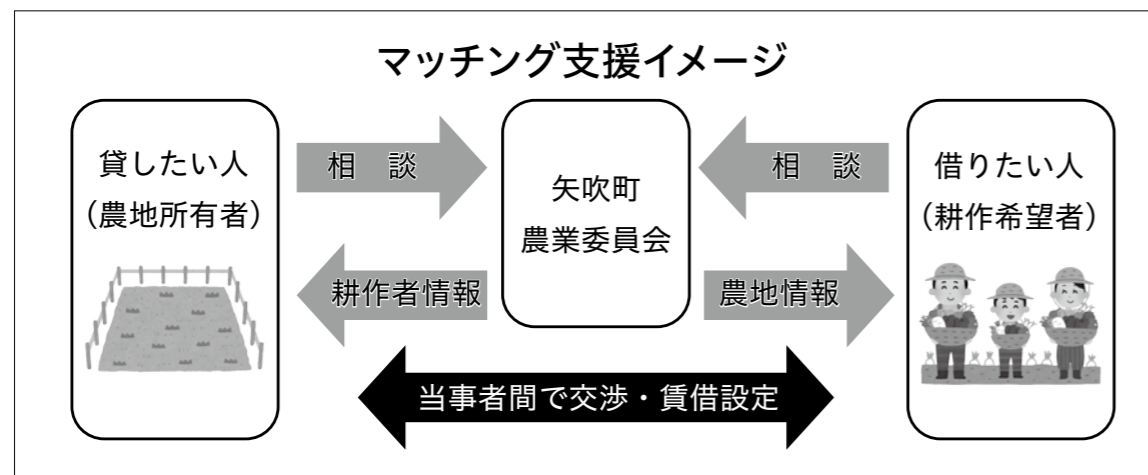 マッチング支援イメージ
貸したい人
（農地所有者）
相　談
耕作者情報
矢吹町
農業委員会
相　談
農地情報
借りたい人
（耕作希望者）
当事者間で交渉・賃借設定